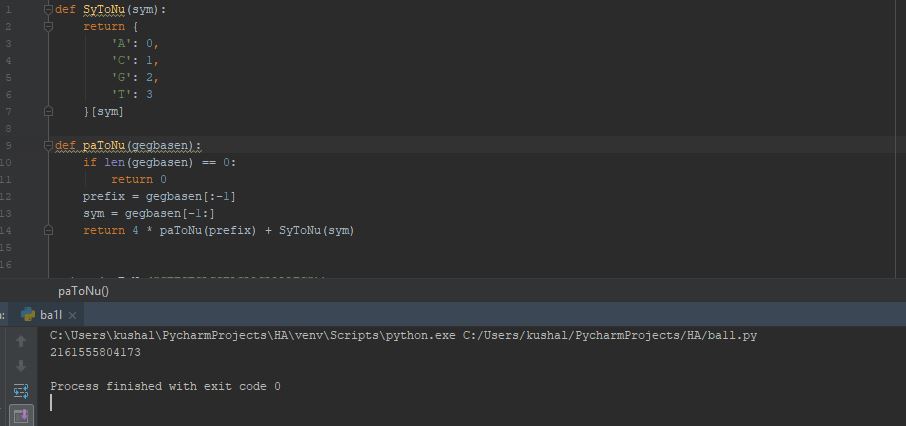 1 def SyToNu(sym):
2 return {
3 'A': 0,
4 'C': 1,
5 'G': 2,
6 'T': 3
7 }[sym]
8
9 def paToNu(gegbasen):
10 if len(gegbasen) == 0:
11 return 0
12 prefix = gegbasen[:-1]
13 sym = gegbasen[-1:]
14 return 4 * paToNu(prefix) + SyToNu(sym)
15
16
paToNu()
: ba1l ×
C:\Users\kushal\PycharmProjects\HA\venv\Scripts\python.exe C:/Users/kushal/PycharmProjects/HA/ba1l.py
2161555804173
Process finished with exit code 0